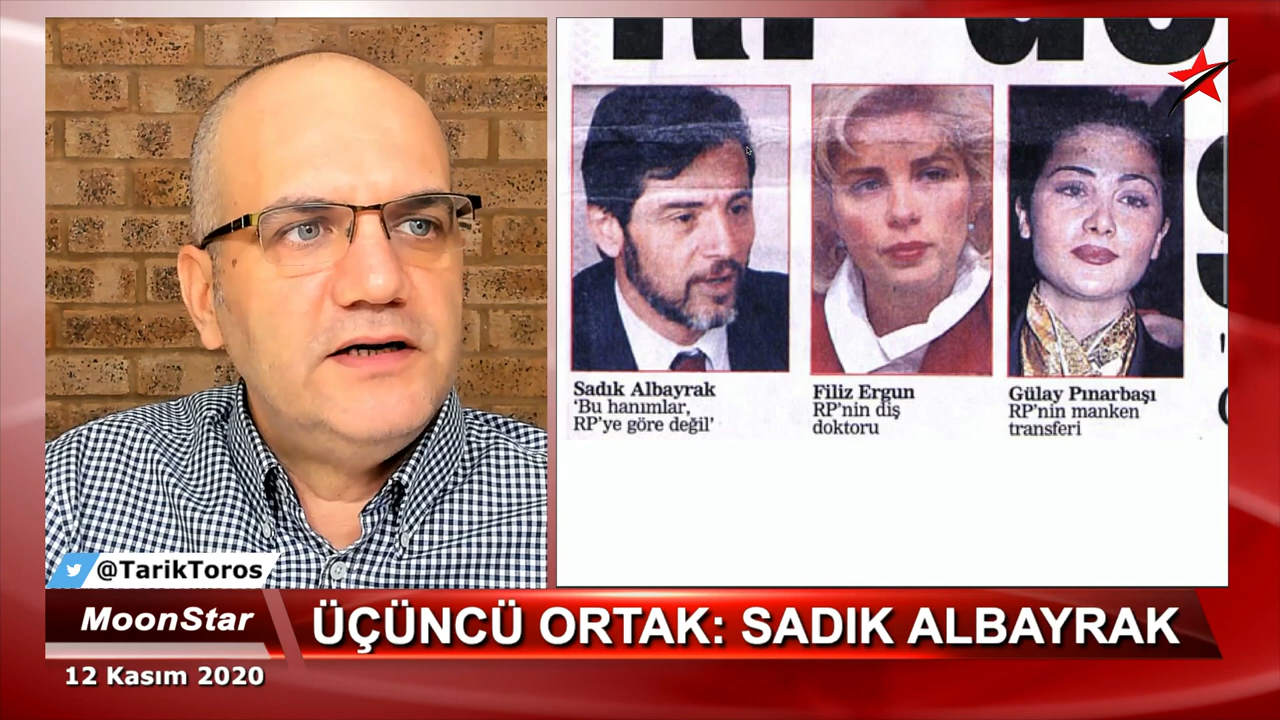 Sadık Albayrak
'Bu hanımlar,
RP'ye göre değil'
Filiz Ergun
RP'nin diş
doktoru
Gülay Pınarbaşı
RP'nin manken
transferi
@TarikToros
MoonStar
ÜÇÜNCÜ ORTAK: SADIK ALBAYRAK
12 Kasım 2020